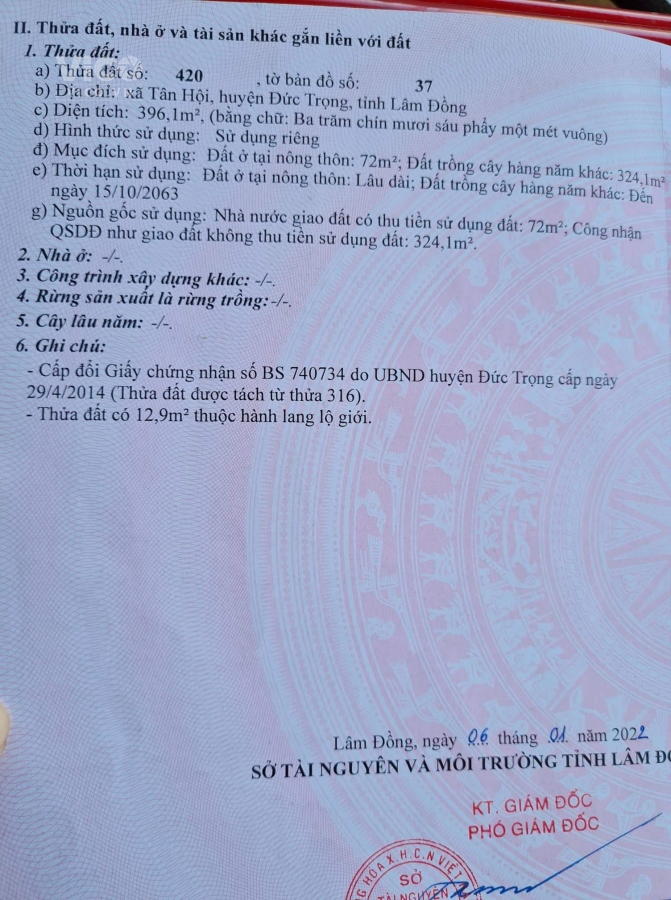 II. Thửa đất, nhà ở và tài sản khác gắn liền với đất
1. Thửa đất:
a) Thửa đất số: 420 , tờ bản đồ số: 37
b) Địa chỉ: xã Tân Hội, huyện Đức Trọng, tỉnh Lâm Đồng
c) Diện tích: 396,1m², (bằng chữ: Ba trăm chín mươi sáu phẩy một mét vuông)
d) Hình thức sử dụng: Sử dụng riêng
đ) Mục đích sử dụng: Đất ở tại nông thôn: 72m²; Đất trồng cây hàng năm khác: 324,1m²
e) Thời hạn sử dụng: Đất ở tại nông thôn: Lâu dài; Đất trồng cây hàng năm khác: Đến
ngày 15/10/2063
g) Nguồn gốc sử dụng: Nhà nước giao đất có thu tiền sử dụng đất: 72m²; Công nhận
QSDĐ như giao đất không thu tiền sử dụng đất: 324,1m².
2. Nhà ở: -/-.
3. Công trình xây dựng khác: -/-.
4. Rừng sản xuất là rừng trồng: -/-.
5. Cây lâu năm: -/-.
6. Ghi chú:
- Cấp đổi Giấy chứng nhận số BS 740734 do UBND huyện Đức Trọng cấp ngày
29/4/2014 (Thửa đất được tách từ thửa 316).
- Thửa đất có 12,9m² thuộc hành lang lộ giới.
Lâm Đồng, ngày 06 tháng 01 năm 2022
SỞ TÀI NGUYÊN VÀ MÔI TRƯỜNG TỈNH LÂM
KT. GIÁM ĐỐC
PHÓ GIÁM ĐỐC
HÒA X.H.C.N VIỆT
SỞ
TÀI NGUYÊN